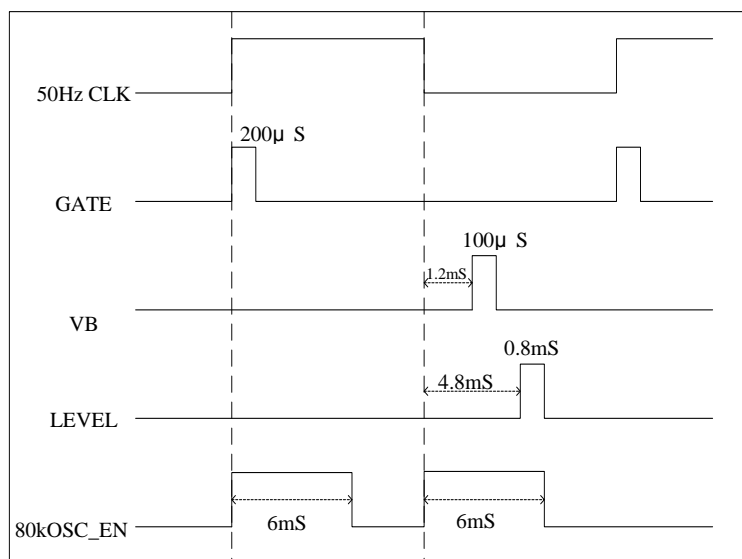 50Hz CLK
200μ S
GATE
100μ S
1.2mS
VB
0.8mS
4.8mS
LEVEL
6mS
6mS
80kOSC_EN